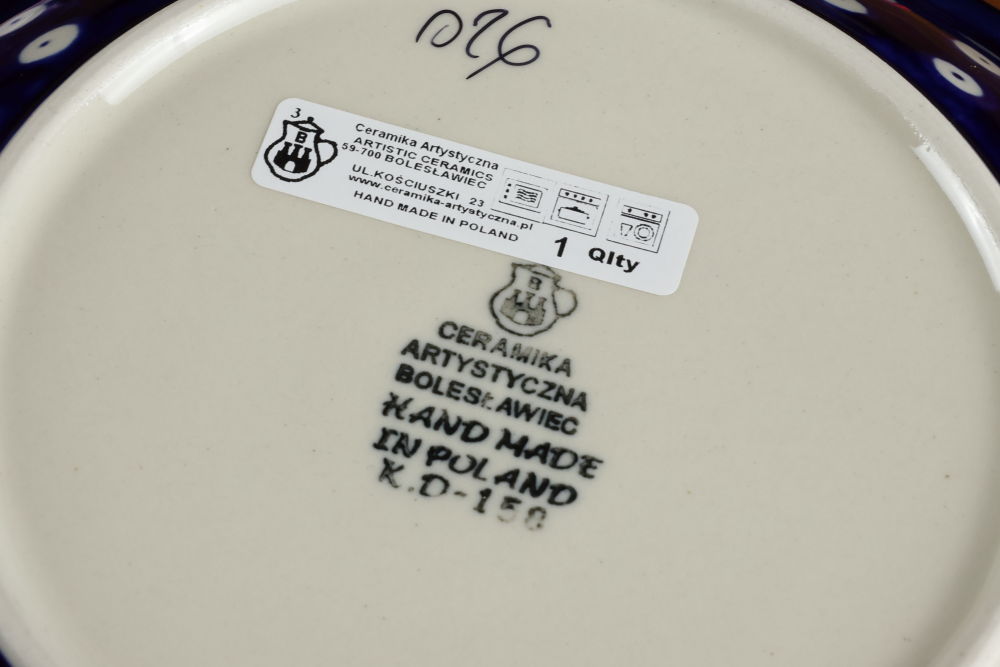 026
3
B
Ceramika Artystyczna
ARTISTIC CERAMICS
59-700 BOLESŁAWIEC
UL.KOŚCIUSZKI 23
www.ceramika-artystyczna.pl
HAND MADE IN POLAND
1 Qlty
B
CERAMIKA
ARTYSTYCZNA
BOLESŁAWIEC
HAND MADE
IN POLAND
K.D-158